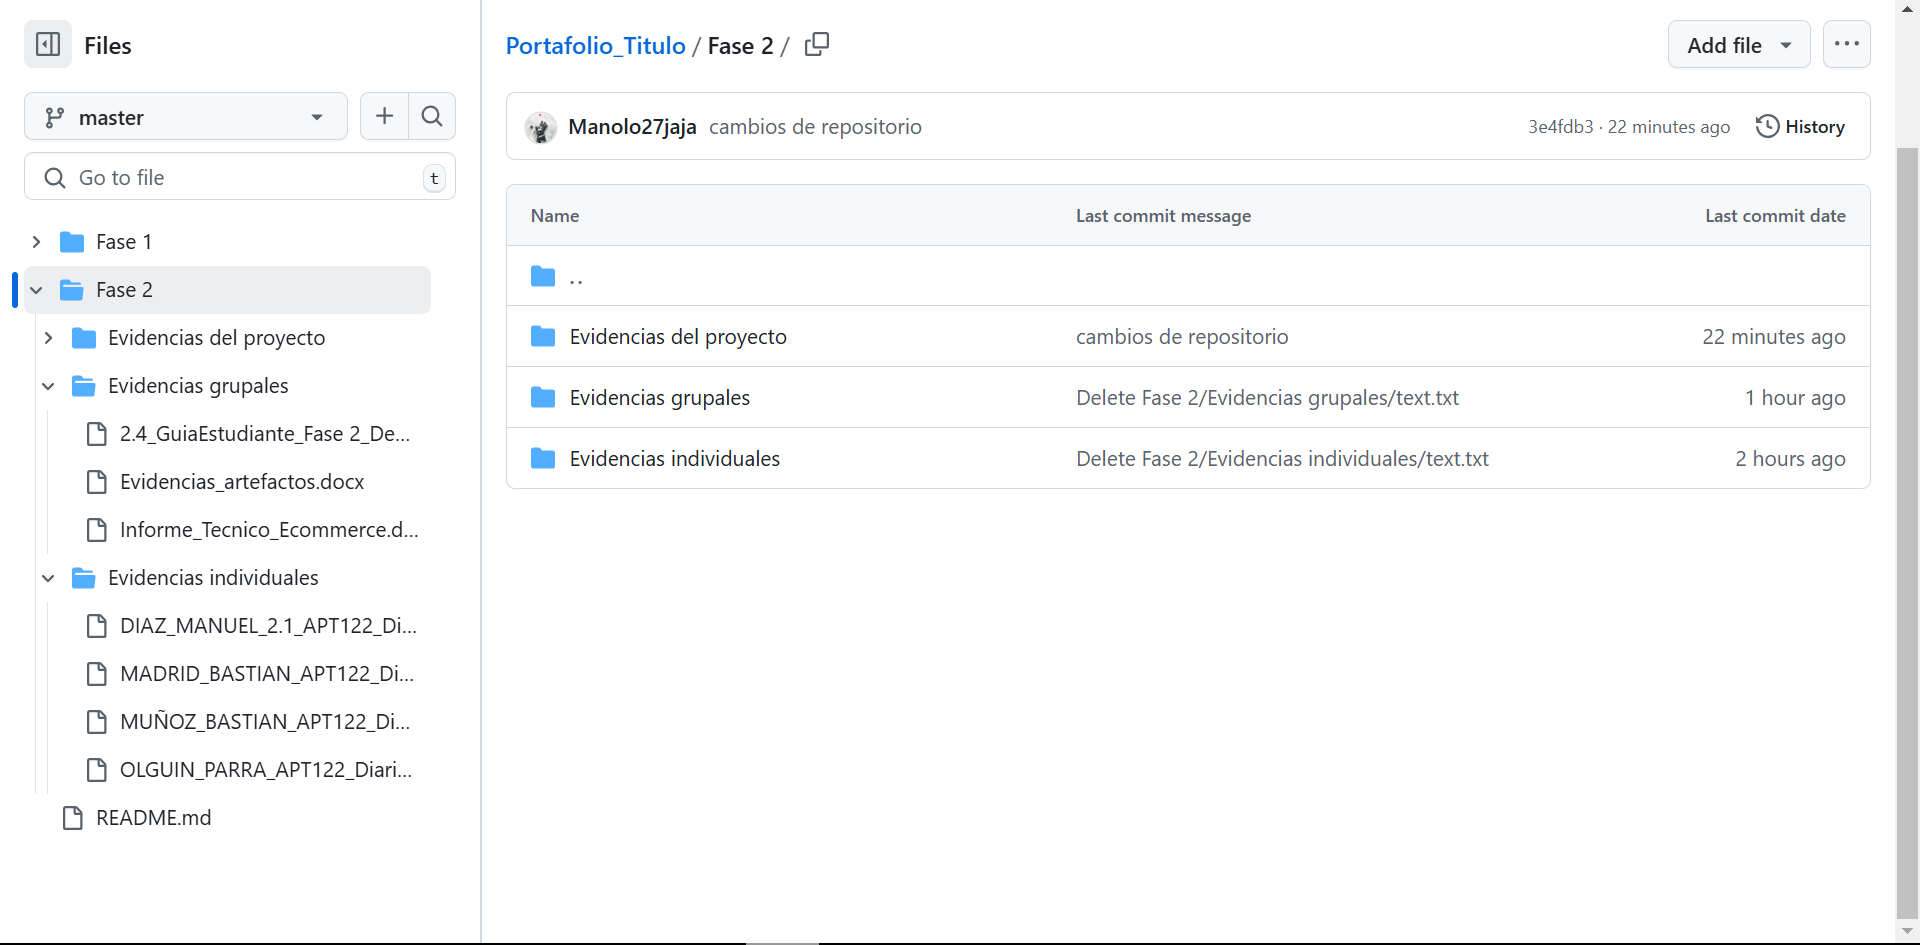 Files
master
Go to file
t
Fase 1
Fase 2
Evidencias del proyecto
Evidencias grupales
2.4_GuiaEstudiante_Fase 2_De...
Evidencias_artefactos.docx
Informe_Tecnico_Ecommerce.d...
Evidencias individuales
DIAZ_MANUEL_2.1_APT122_Di...
MADRID_BASTIAN_APT122_Di...
MUÑOZ_BASTIAN_APT122_Di...
OLGUIN_PARRA_APT122_Diari...
README.md
Portafolio_Titulo / Fase 2 /
Add file
Manolo27jaja cambios de repositorio 3e4fdb3 · 22 minutes ago History
Name Last commit message Last commit date
..
Evidencias del proyecto cambios de repositorio 22 minutes ago
Evidencias grupales Delete Fase 2/Evidencias grupales/text.txt 1 hour ago
Evidencias individuales Delete Fase 2/Evidencias individuales/text.txt 2 hours ago